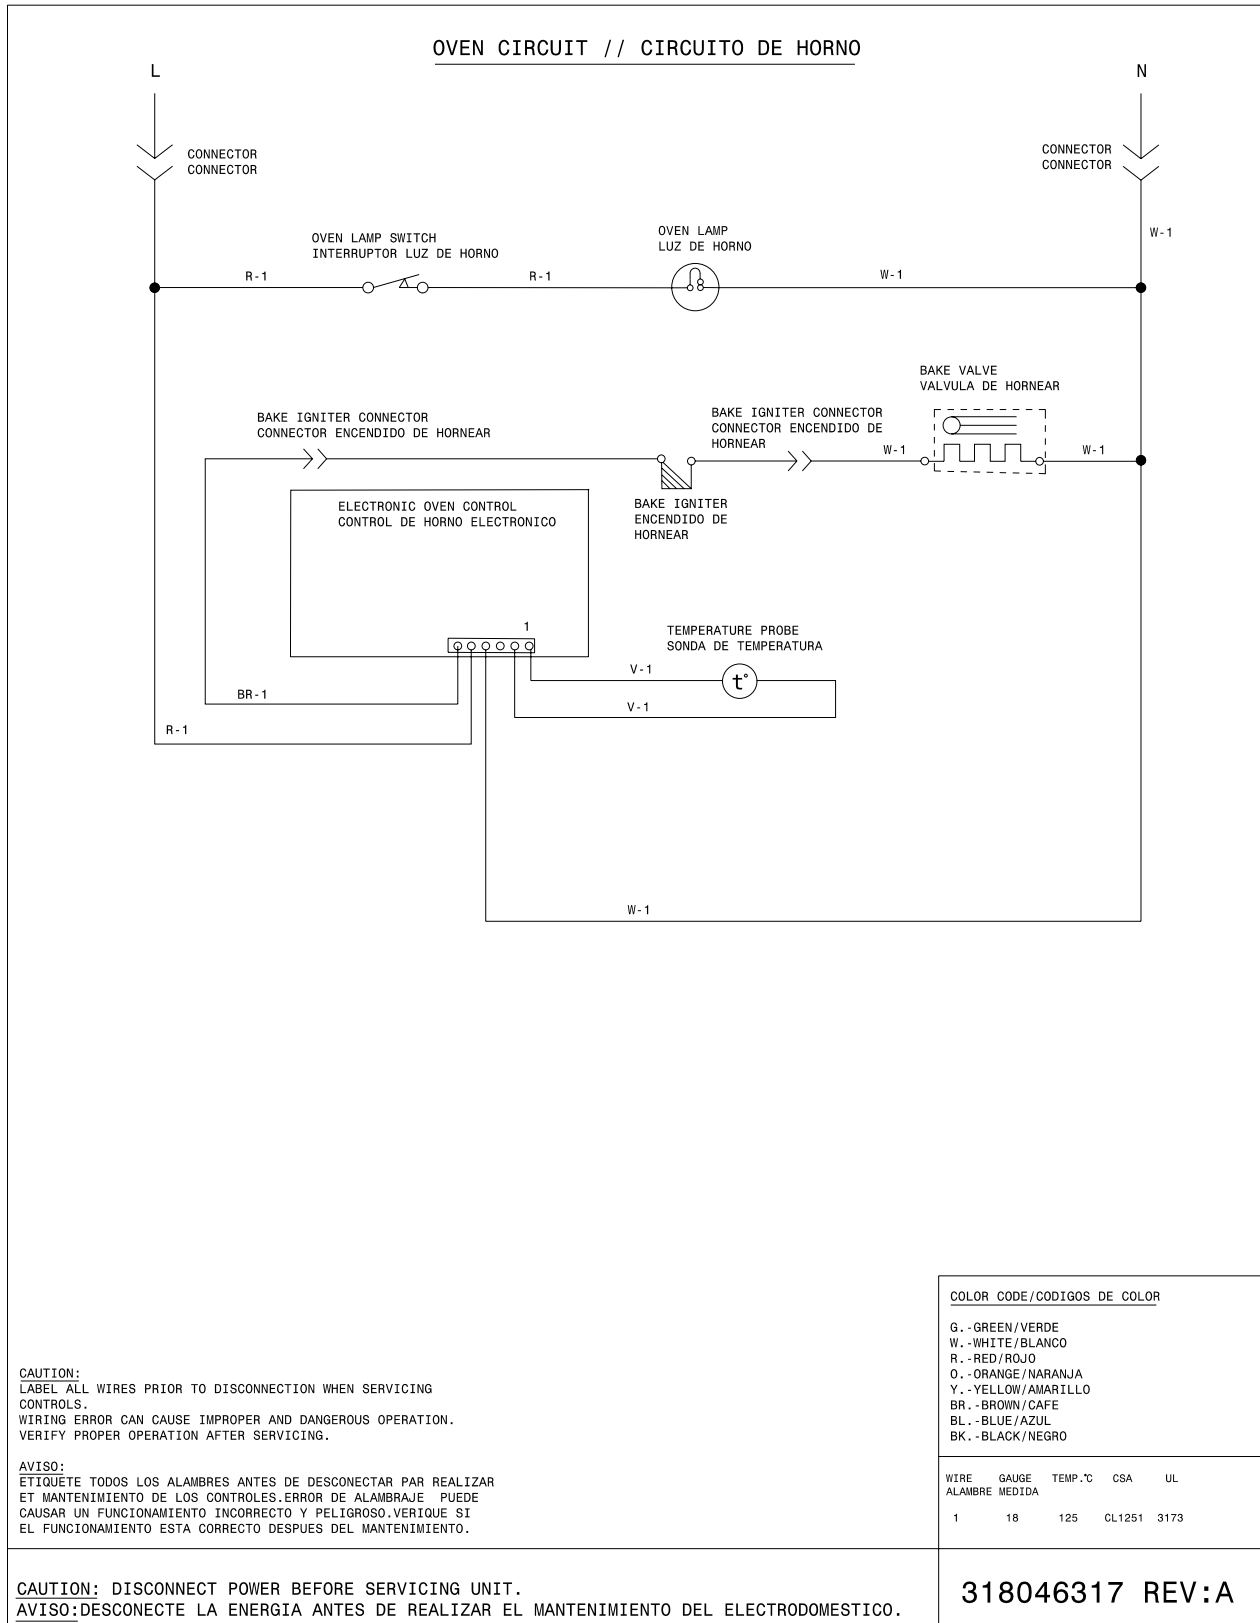 OVEN CIRCUIT // CIRCUITO DE HORNO
L
N
CONNECTOR
CONNECTOR
CONNECTOR
CONNECTOR
W-1
OVEN LAMP SWITCH
INTERRUPTOR LUZ DE HORNO
OVEN LAMP
LUZ DE HORNO
R-1
R-1
W-1
BAKE VALVE
VALVULA DE HORNEAR
BAKE IGNITER CONNECTOR
CONNECTOR ENCENDIDO DE HORNEAR
BAKE IGNITER CONNECTOR
CONNECTOR ENCENDIDO DE
HORNEAR
W-1
W-1
ELECTRONIC OVEN CONTROL
CONTROL DE HORNO ELECTRONICO
BAKE IGNITER
ENCENDIDO DE
HORNEAR
1
TEMPERATURE PROBE
SONDA DE TEMPERATURA
V-1
t°
BR-1
V-1
R-1
W-1
COLOR CODE/CODIGOS DE COLOR
G.-GREEN/VERDE
W.-WHITE/BLANCO
R.-RED/ROJO
O.-ORANGE/NARANJA
Y.-YELLOW/AMARILLO
BR.-BROWN/CAFE
BL.-BLUE/AZUL
BK.-BLACK/NEGRO
WIRE GAUGE TEMP.°C CSA UL
ALAMBRE MEDIDA
1 18 125 CL1251 3173
CAUTION:
LABEL ALL WIRES PRIOR TO DISCONNECTION WHEN SERVICING
CONTROLS.
WIRING ERROR CAN CAUSE IMPROPER AND DANGEROUS OPERATION.
VERIFY PROPER OPERATION AFTER SERVICING.
AVISO:
ETIQUETE TODOS LOS ALAMBRES ANTES DE DESCONECTAR PAR REALIZAR
ET MANTENIMIENTO DE LOS CONTROLES.ERROR DE ALAMBRAJE PUEDE
CAUSAR UN FUNCIONAMIENTO INCORRECTO Y PELIGROSO.VERIQUE SI
EL FUNCIONAMIENTO ESTA CORRECTO DESPUES DEL MANTENIMIENTO.
CAUTION: DISCONNECT POWER BEFORE SERVICING UNIT.
AVISO:DESCONECTE LA ENERGIA ANTES DE REALIZAR EL MANTENIMIENTO DEL ELECTRODOMESTICO.
318046317 REV:A